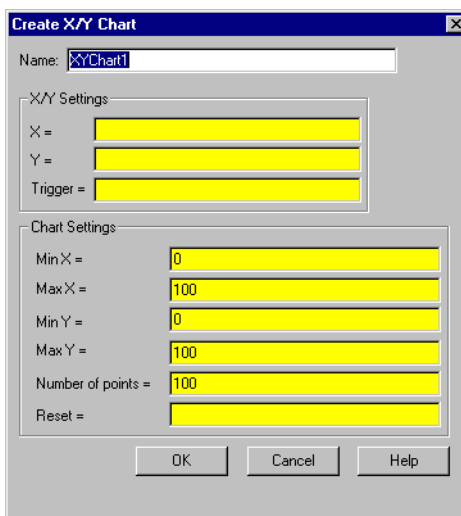 Create X/Y Chart
Name: XYChart1
X/Y Settings
X =
Y =
Trigger =
Chart Settings
Min X = 0
Max X = 100
Min Y = 0
Max Y = 100
Number of points = 100
Reset =
OK Cancel Help